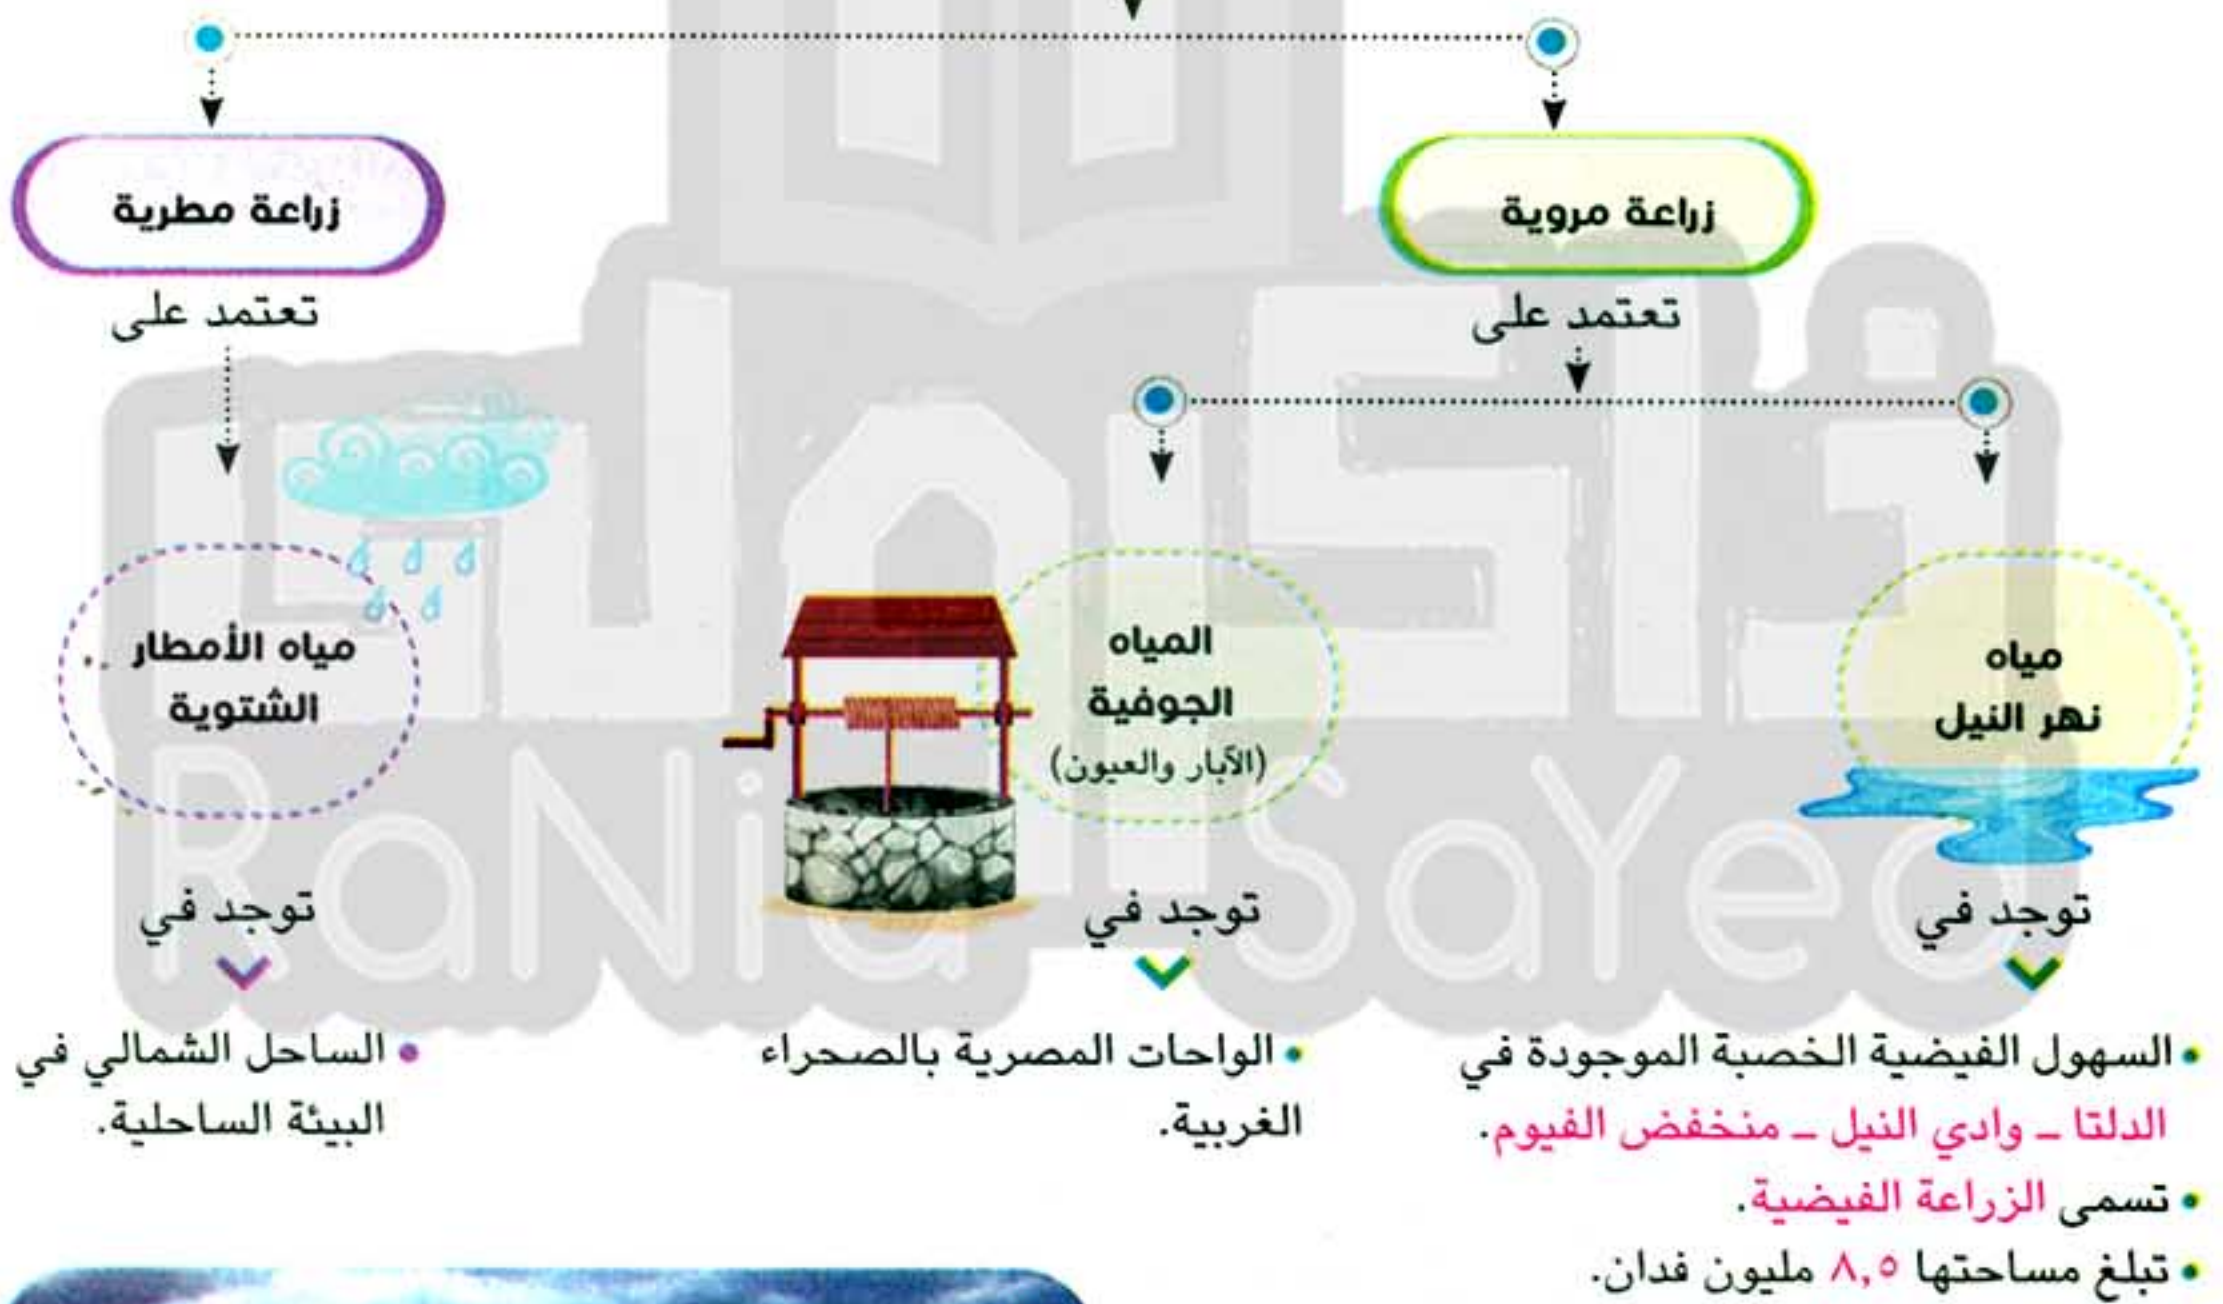 زراعة مروية
زراعة مطرية
تعتمد على
تعتمد على
مياه
نهر النيل
المياه
الجوفية
(الآبار والعيون)
مياه الأمطار
الشتوية
توجد في
توجد في
توجد في
• السهول الفيضية الخصبة الموجودة في
الدلتا – وادي النيل – منخفض الفيوم.
• تسمى الزراعة الفيضية.
• تبلغ مساحتها ٨,٥ مليون فدان.
• الواحات المصرية بالصحراء
الغربية.
• الساحل الشمالي في
البيئة الساحلية.
RaNia SaYed